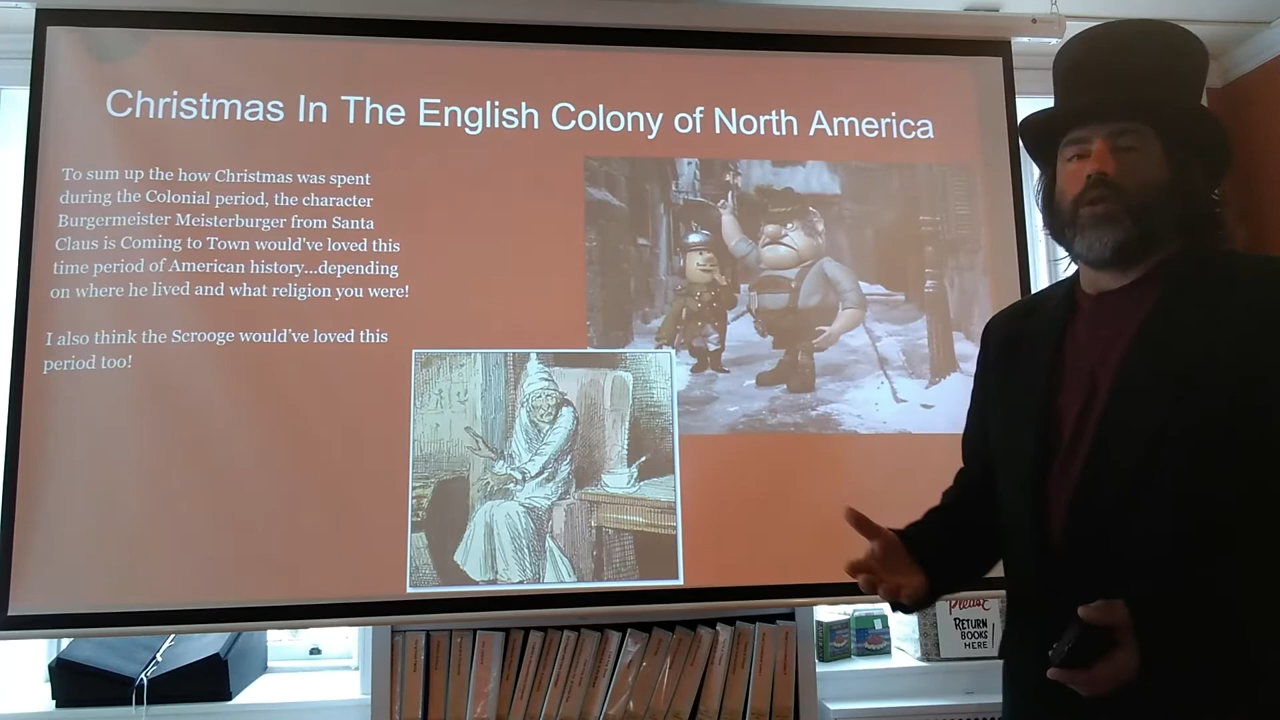 Christmas In The English Colony of North America
To sum up the how Christmas was spent
during the Colonial period, the character
Burgermeister Meisterburger from Santa
Claus is Coming to Town would've loved this
time period of American history...depending
on where he lived and what religion you were!
I also think the Scrooge would've loved this
period too!
Please
RETURN
BOOKS
HERE!